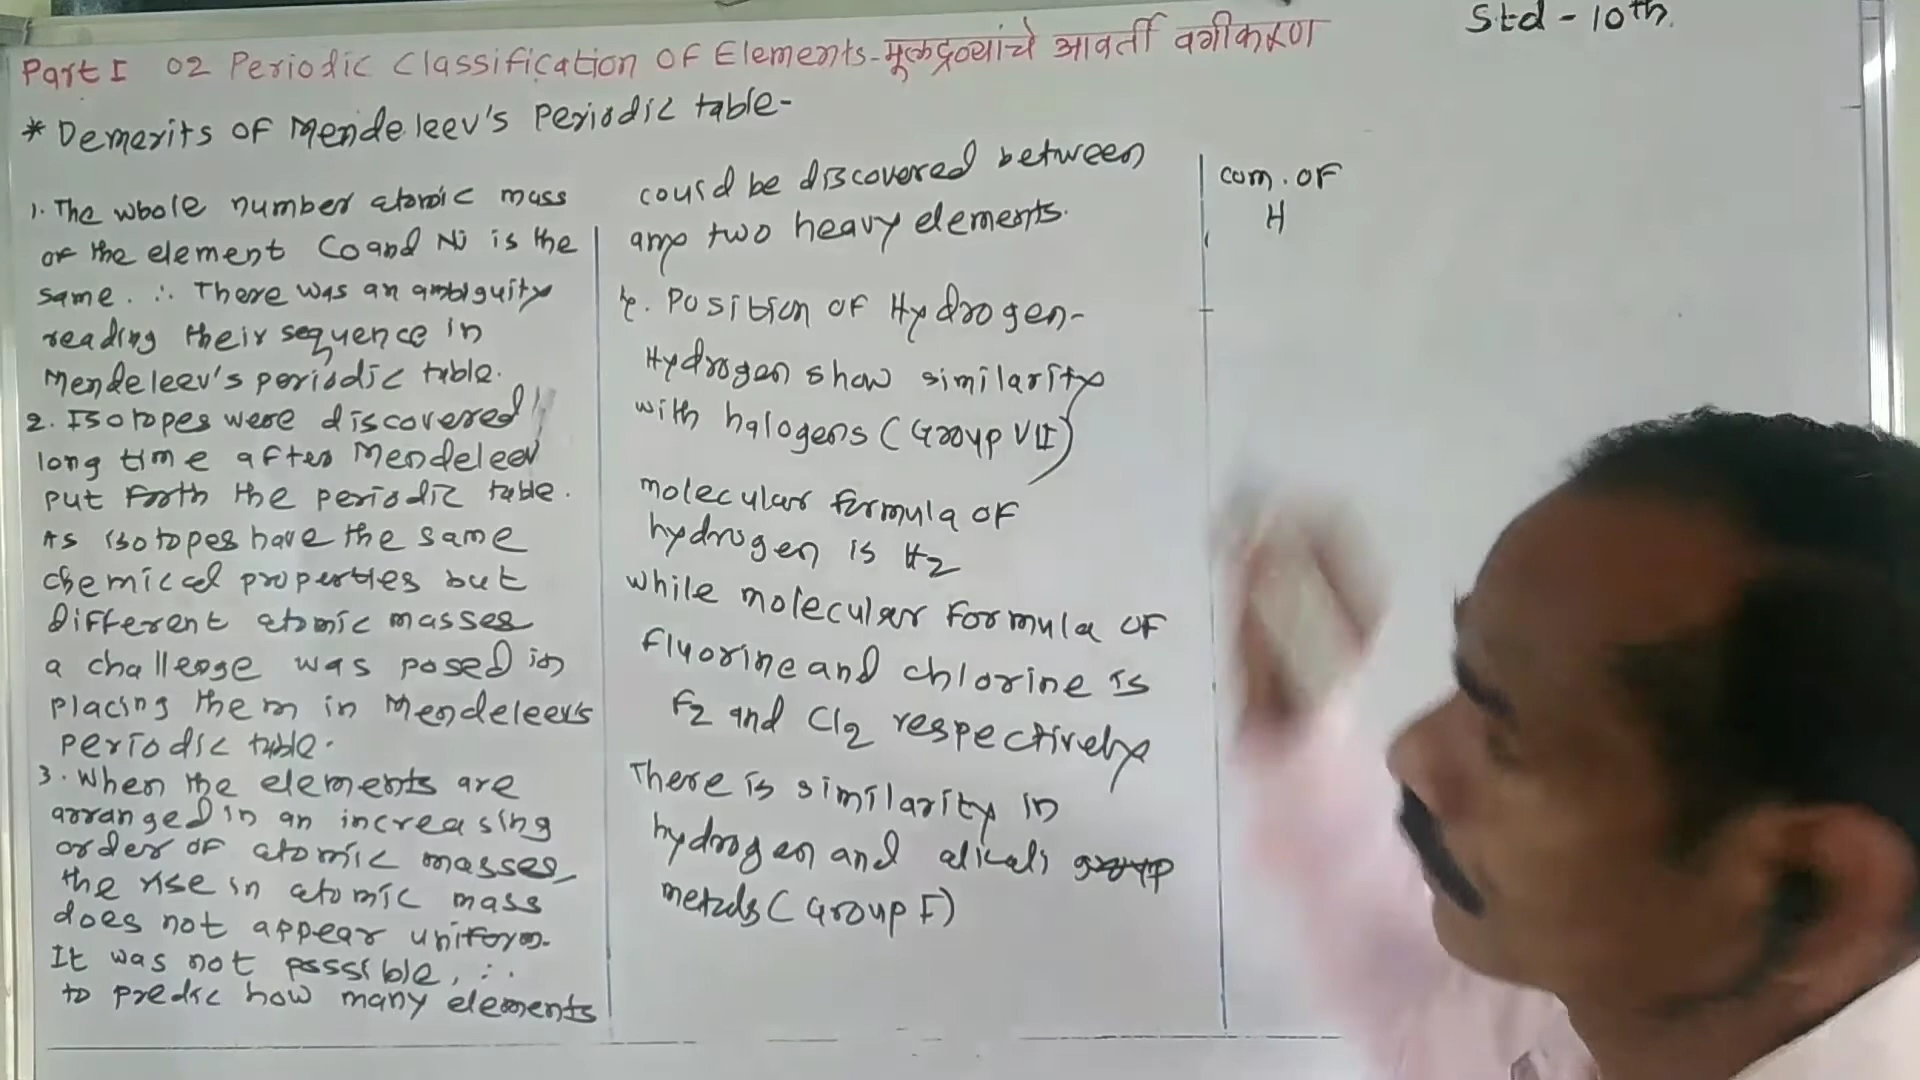 Std - 10th.
Part I 02 Periodic Classification Of Elements - मूलद्रव्यांचे आवर्ती वर्गीकरण
* Demerits Of Mendeleev's Periodic table-
1. The whole number atomic mass
of the element Co and Ni is the
same. ∴ There was an ambiguity
reading their sequence in
Mendeleev's periodic table.
2. Isotopes were discovered
long time after Mendeleev
put forth the periodic table.
As isotopes have the same
chemical properties but
different atomic masses
a challenge was posed in
placing them in Mendeleev's
periodic table.
3. When the elements are
arranged in an increasing
order of atomic masses
the rise in atomic mass
does not appear uniform.
It was not possible, ∴
to predic how many elements
could be discovered between
any two heavy elements.
4. Position of Hydrogen-
Hydrogen show similarity
with halogens (Group VII)
molecular formula of
hydrogen is H2
while molecular formula of
fluorine and chlorine is
F2 and Cl2 respectively
There is similarity in
hydrogen and alkali
metals (Group I)
com. of
H